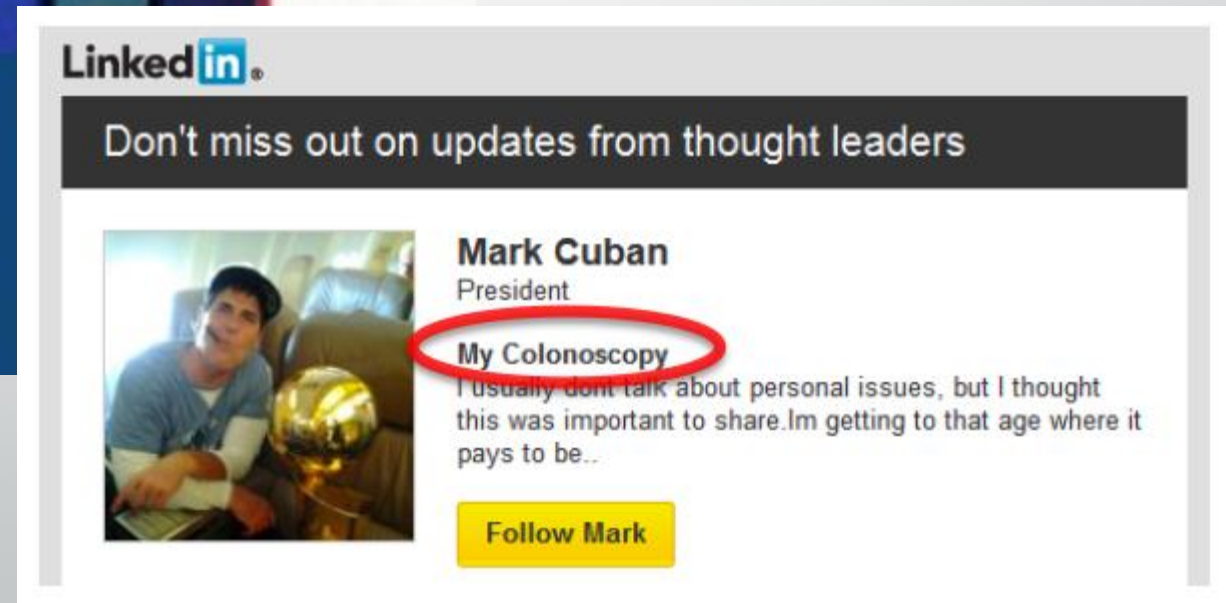 Linked in ®
Don't miss out on updates from thought leaders
Mark Cuban
President
My Colonoscopy
I usually dont talk about personal issues, but I thought
this was important to share.Im getting to that age where it
pays to be..
Follow Mark